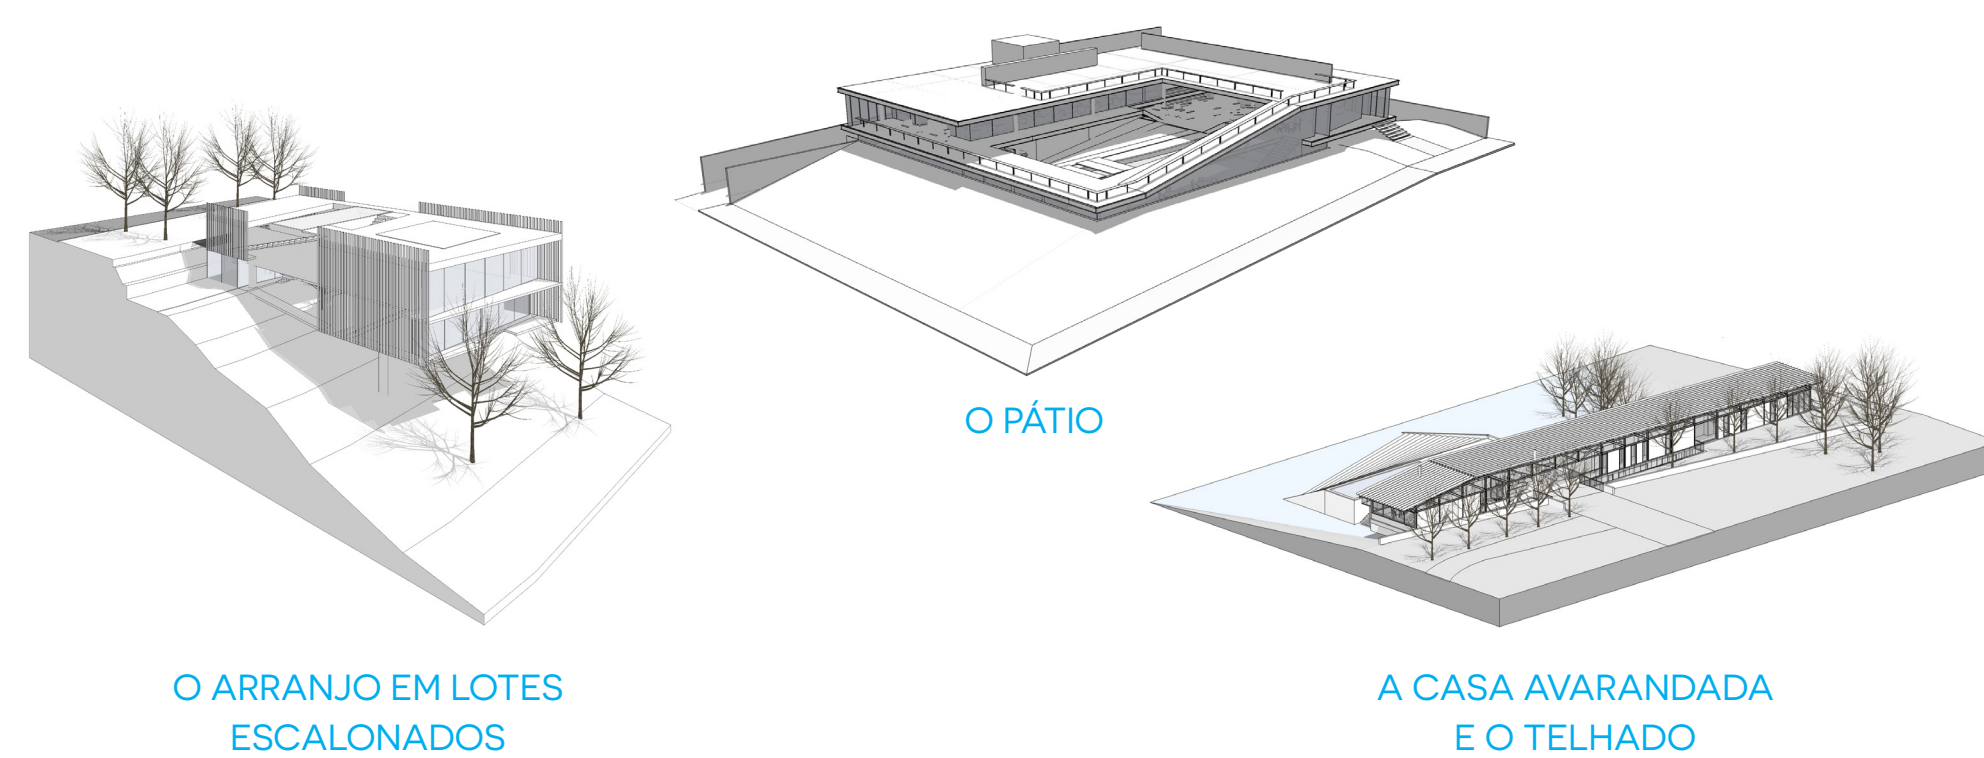 O PÁTIO
O ARRANJO EM LOTES
ESCALONADOS
A CASA AVARANDADA
E O TELHADO